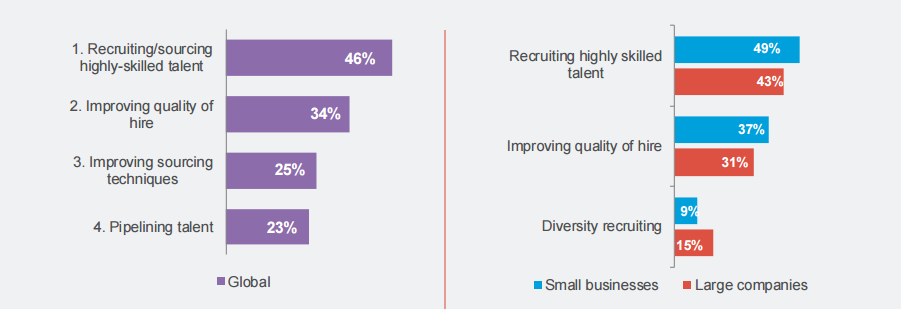 1. Recruiting/sourcing
highly-skilled talent
46%
2. Improving quality of
hire
34%
3. Improving sourcing
techniques
25%
4. Pipelining talent
23%
Global
Recruiting highly skilled
talent
49%
43%
Improving quality of hire
37%
31%
Diversity recruiting
9%
15%
Small businesses
Large companies